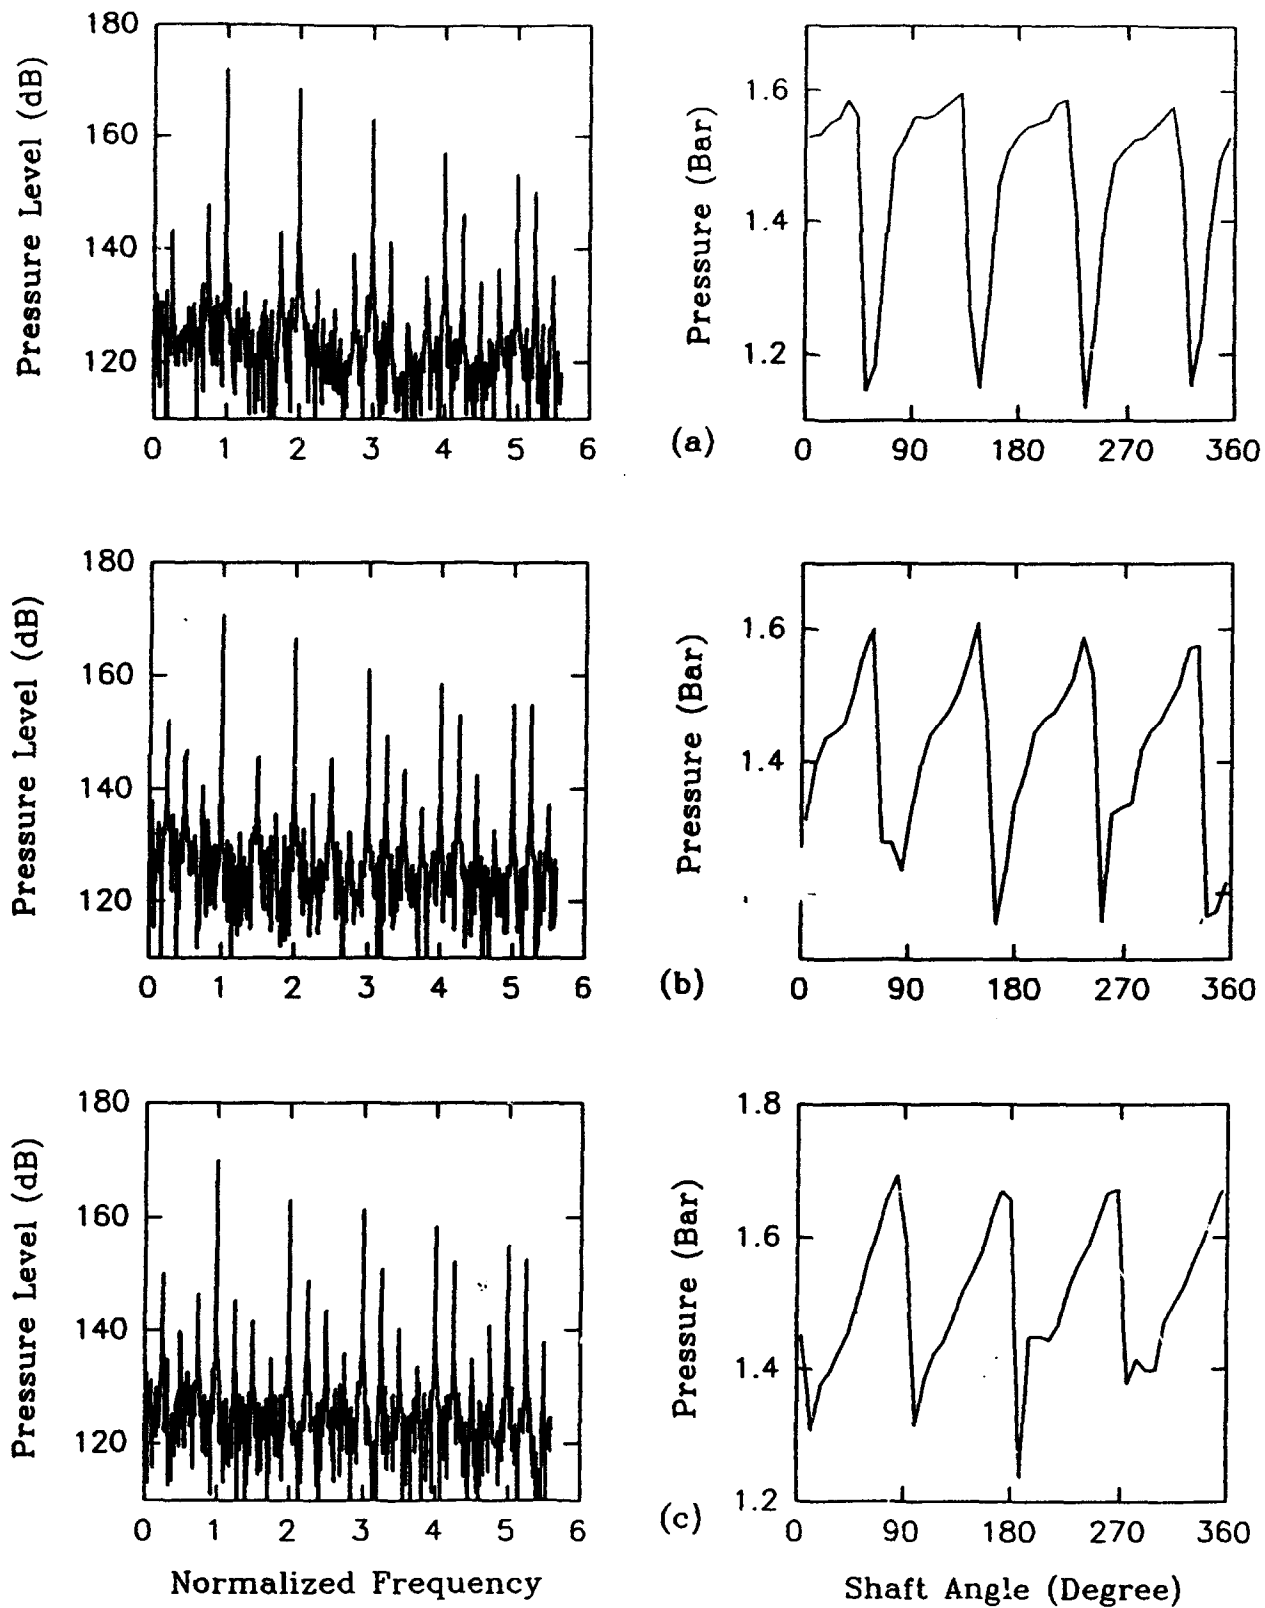 180
160
140
120
Pressure Level (dB)
0 1 2 3 4 5 6
(a)
1.6
1.4
1.2
Pressure (Bar)
0 90 180 270 360
180
160
140
120
Pressure Level (dB)
0 1 2 3 4 5 6
(b)
1.6
1.4
Pressure (Bar)
0 90 180 270 360
180
160
140
120
Pressure Level (dB)
0 1 2 3 4 5 6
Normalized Frequency
(c)
1.8
1.6
1.4
1.2
Pressure (Bar)
0 90 180 270 360
Shaft Angle (Degree)